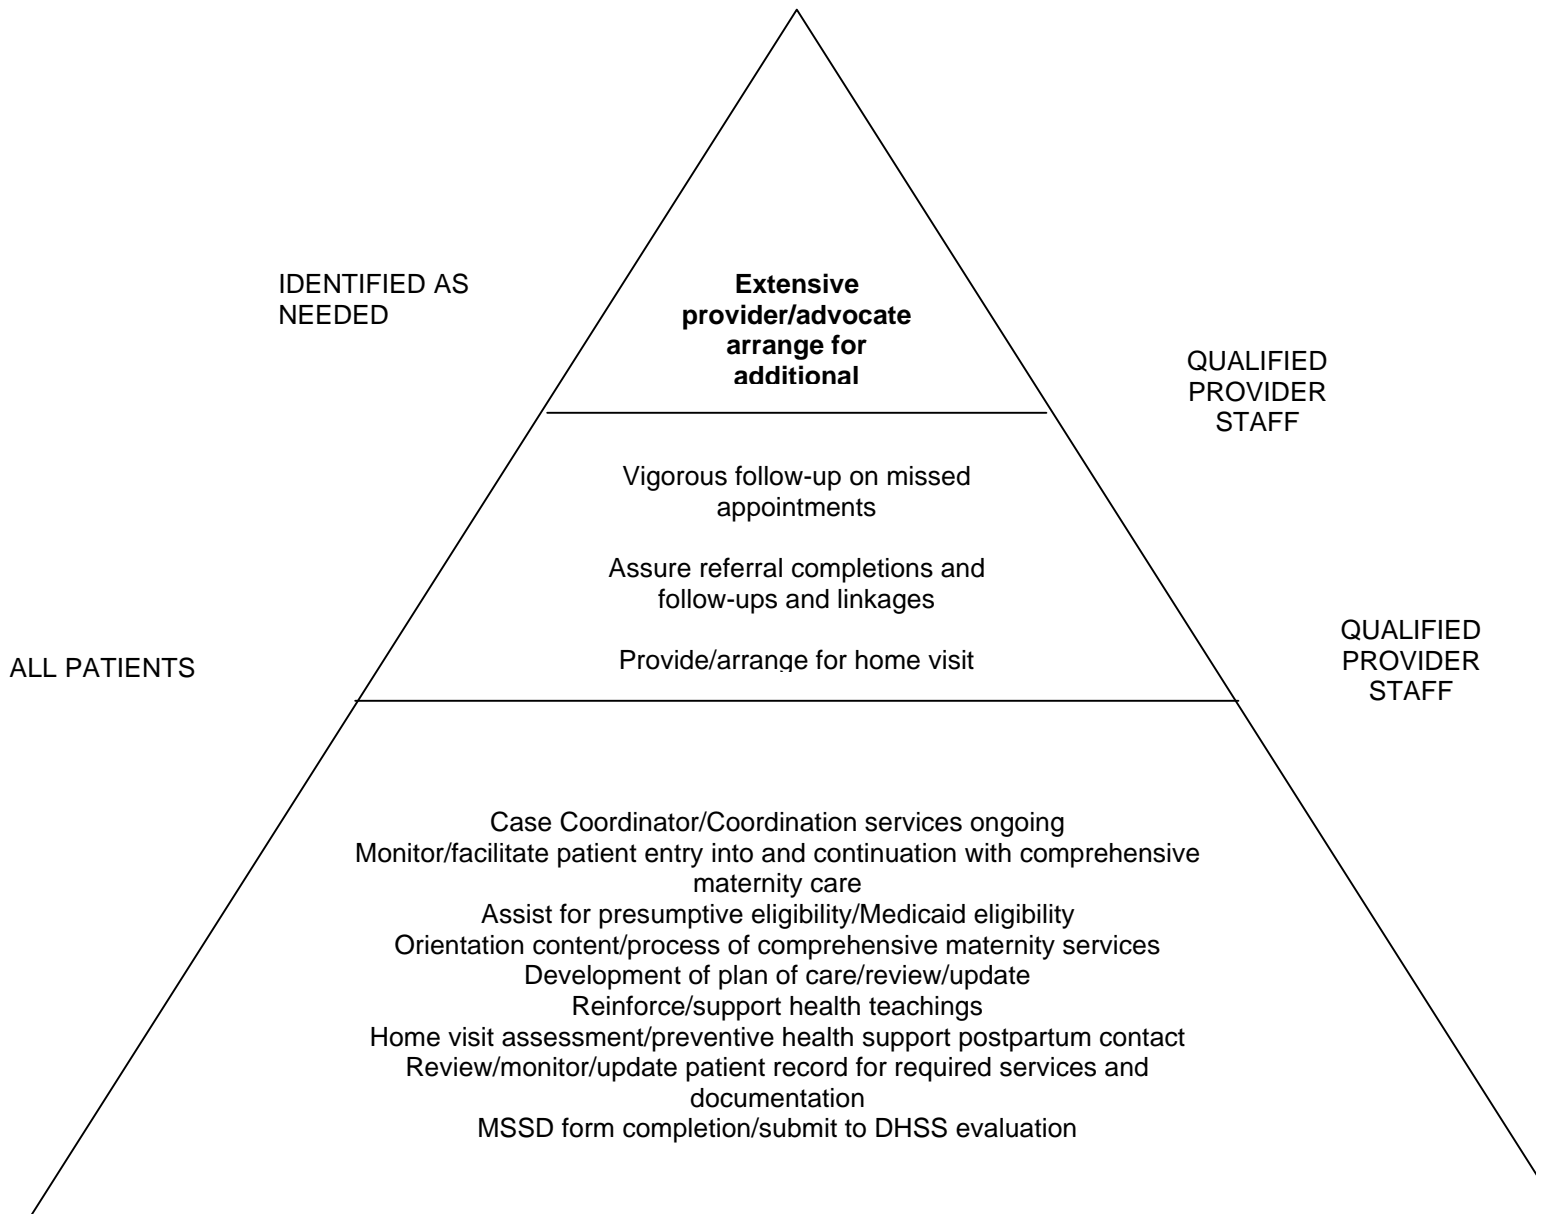 IDENTIFIED AS
NEEDED
Extensive
provider/advocate
arrange for
additional
QUALIFIED
PROVIDER
STAFF
Vigorous follow-up on missed
appointments
Assure referral completions and
follow-ups and linkages
Provide/arrange for home visit
ALL PATIENTS
QUALIFIED
PROVIDER
STAFF
Case Coordinator/Coordination services ongoing
Monitor/facilitate patient entry into and continuation with comprehensive
maternity care
Assist for presumptive eligibility/Medicaid eligibility
Orientation content/process of comprehensive maternity services
Development of plan of care/review/update
Reinforce/support health teachings
Home visit assessment/preventive health support postpartum contact
Review/monitor/update patient record for required services and
documentation
MSSD form completion/submit to DHSS evaluation